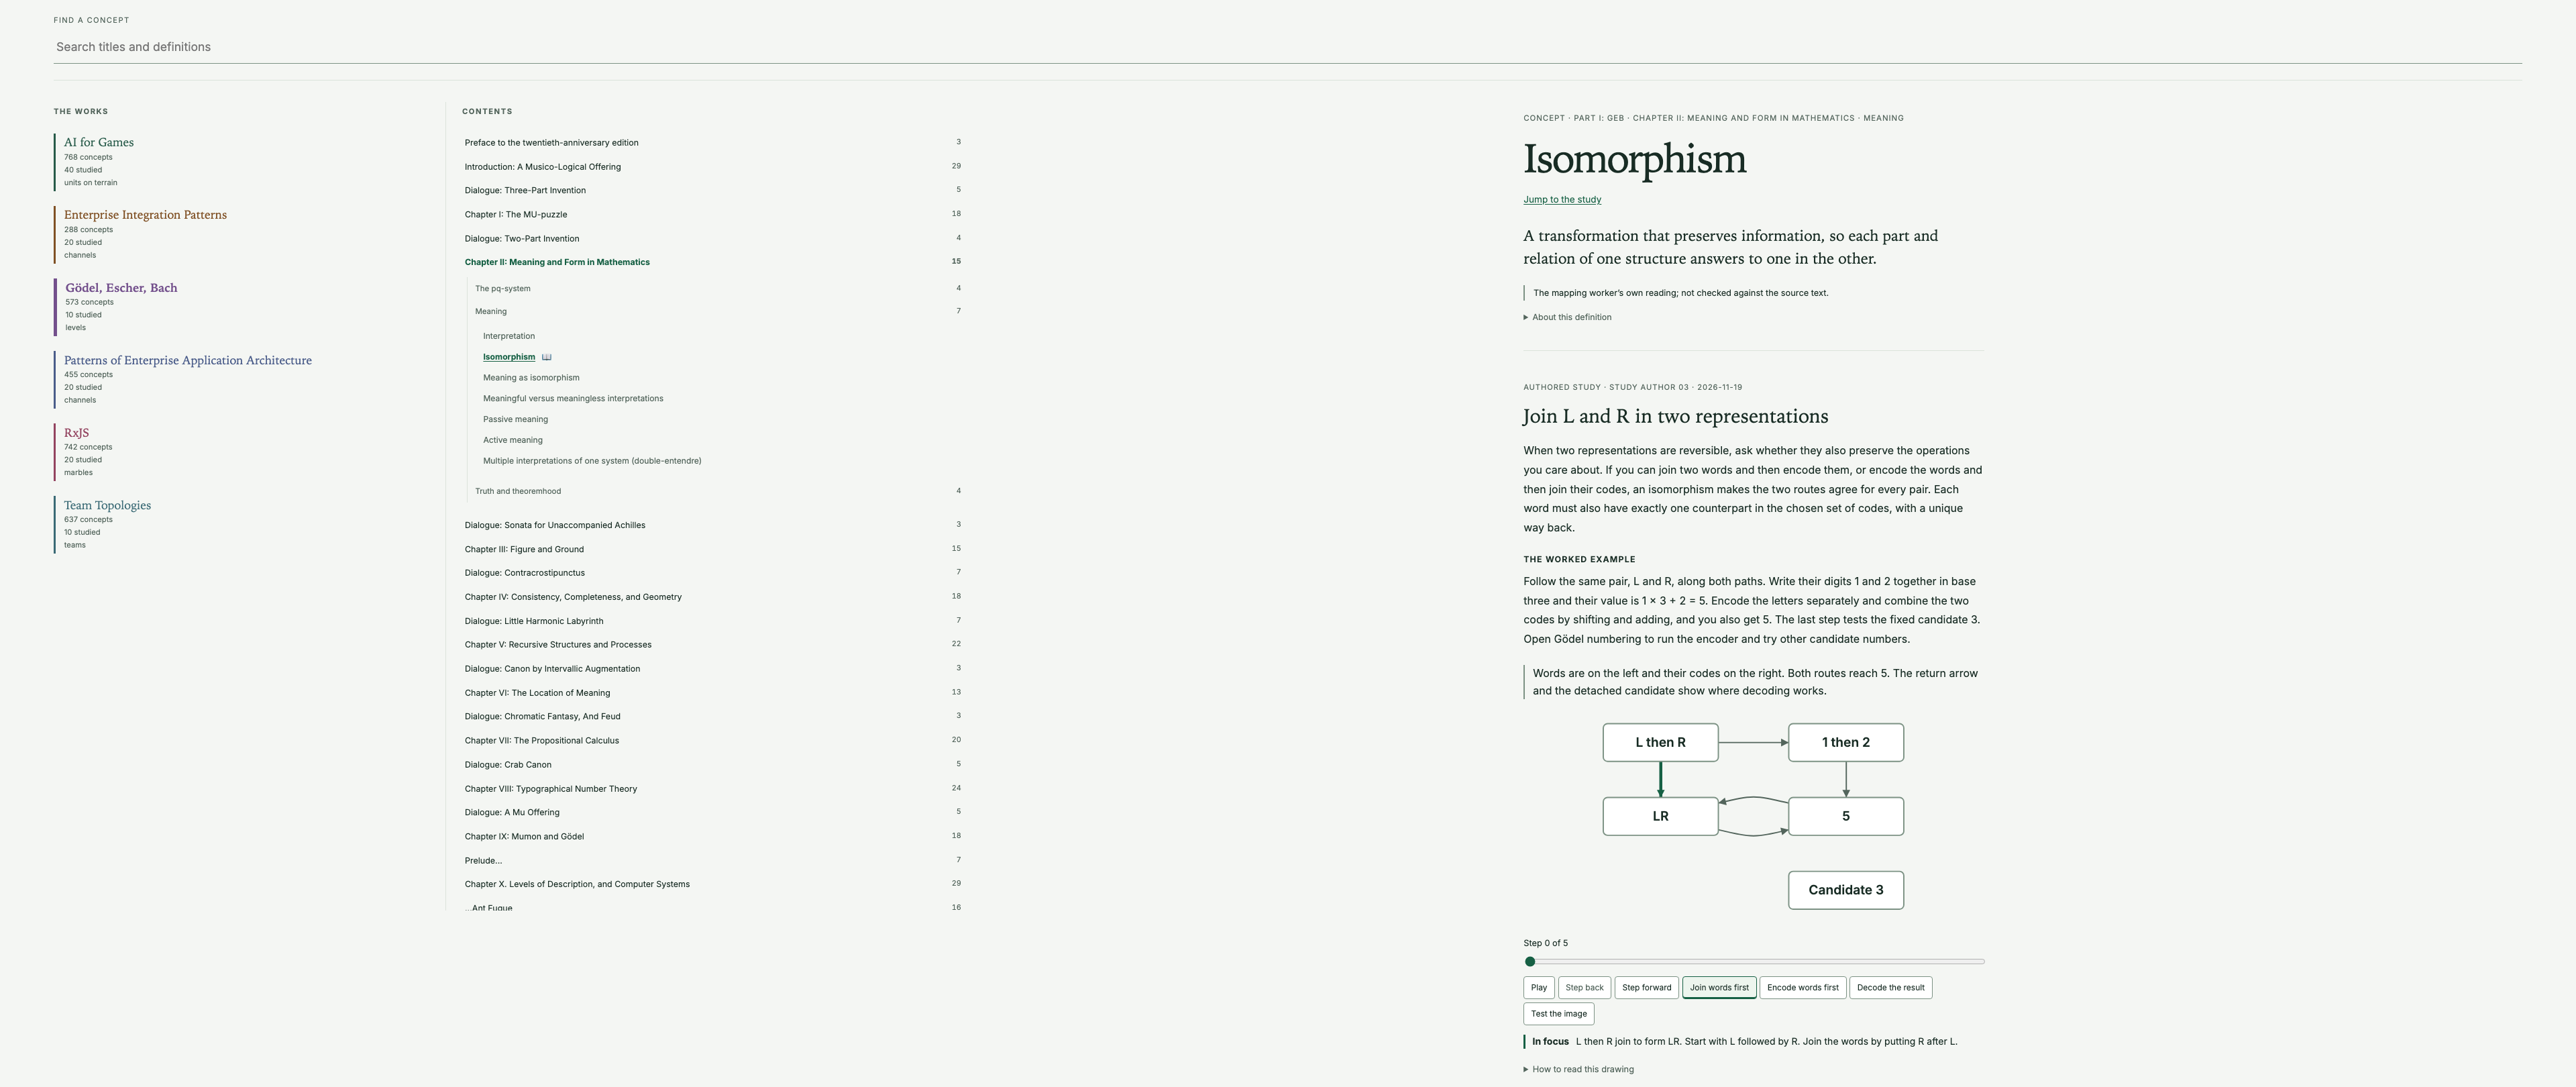 FIND A CONCEPT
Search titles and definitions
THE WORKS
AI for Games
768 concepts
40 studied
units on terrain
Enterprise Integration Patterns
288 concepts
20 studied
channels
Gödel, Escher, Bach
573 concepts
10 studied
levels
Patterns of Enterprise Application Architecture
455 concepts
20 studied
channels
RxJS
742 concepts
20 studied
marbles
Team Topologies
637 concepts
10 studied
teams
CONTENTS
Preface to the twentieth-anniversary edition 3
Introduction: A Musico-Logical Offering 29
Dialogue: Three-Part Invention 5
Chapter I: The MU-puzzle 18
Dialogue: Two-Part Invention 4
Chapter II: Meaning and Form in Mathematics 15
The pq-system 4
Meaning 7
Interpretation
Isomorphism
Meaning as isomorphism
Meaningful versus meaningless interpretations
Passive meaning
Active meaning
Multiple interpretations of one system (double-entendre)
Truth and theoremhood 4
Dialogue: Sonata for Unaccompanied Achilles 3
Chapter III: Figure and Ground 15
Dialogue: Contracrostipunctus 7
Chapter IV: Consistency, Completeness, and Geometry 18
Dialogue: Little Harmonic Labyrinth 7
Chapter V: Recursive Structures and Processes 22
Dialogue: Canon by Intervallic Augmentation 3
Chapter VI: The Location of Meaning 13
Dialogue: Chromatic Fantasy, And Feud 3
Chapter VII: The Propositional Calculus 20
Dialogue: Crab Canon 5
Chapter VIII: Typographical Number Theory 24
Dialogue: A Mu Offering 5
Chapter IX: Mumon and Gödel 18
Prelude... 7
Chapter X. Levels of Description, and Computer Systems 29
...Ant Fugue 16
CONCEPT · PART I: GEB · CHAPTER II: MEANING AND FORM IN MATHEMATICS · MEANING
Isomorphism
Jump to the study
A transformation that preserves information, so each part and
relation of one structure answers to one in the other.
The mapping worker’s own reading; not checked against the source text.
▶ About this definition
AUTHORED STUDY · STUDY AUTHOR 03 · 2026-11-19
Join L and R in two representations
When two representations are reversible, ask whether they also preserve the operations
you care about. If you can join two words and then encode them, or encode the words and
then join their codes, an isomorphism makes the two routes agree for every pair. Each
word must also have exactly one counterpart in the chosen set of codes, with a unique
way back.
THE WORKED EXAMPLE
Follow the same pair, L and R, along both paths. Write their digits 1 and 2 together in base
three and their value is 1 × 3 + 2 = 5. Encode the letters separately and combine the two
codes by shifting and adding, and you also get 5. The last step tests the fixed candidate 3.
Open Gödel numbering to run the encoder and try other candidate numbers.
Words are on the left and their codes on the right. Both routes reach 5. The return arrow
and the detached candidate show where decoding works.
L then R 1 then 2
LR 5
Candidate 3
Step 0 of 5
Play Step back Step forward Join words first Encode words first Decode the result
Test the image
In focus L then R join to form LR. Start with L followed by R. Join the words by putting R after L.
▶ How to read this drawing